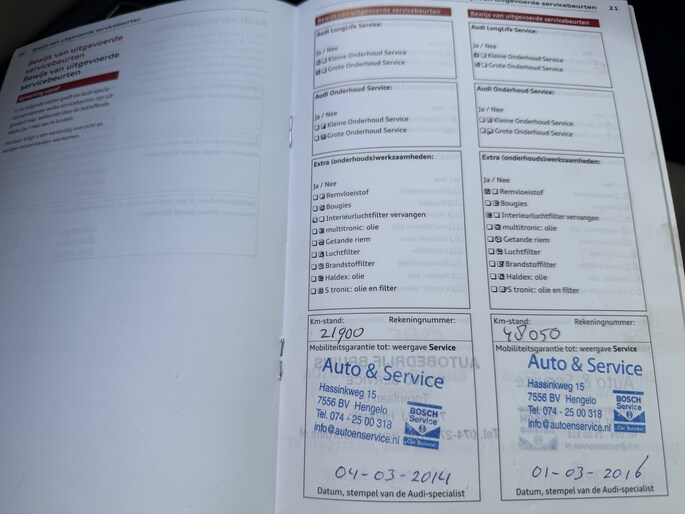 Bewijs van uitgevoerde servicebeurten
Bewijs van uitgevoerde
servicebeurten
Bewijs van uitgevoerde
servicebeurten
Bewijs van uitgevoerde servicebeurten
Audi LongLife Service:
Ja / Nee
Kleine Onderhoud Service
Grote Onderhoud Service
Audi Onderhoud Service:
Ja / Nee
Kleine Onderhoud Service
Grote Onderhoud Service
Extra (onderhouds)werkzaamheden:
Ja / Nee
Remvloeistof
Bougies
Interieurluchtfilter vervangen
multitronic: olie
Getande riem
Luchtfilter
Brandstoffilter
Haldex: olie
S tronic: olie en filter
Km-stand: Rekeningnummer:
21900
Mobiliteitsgarantie tot: weergave Service
Auto & Service
Hassinkweg 15
7556 BV Hengelo
Tel. 074 - 25 00 318
info@autoenservice.nl
BOSCH
Service
04-03-2014
Datum, stempel van de Audi-specialist
van uitgevoerde servicebeurten 21
Bewijs van uitgevoerde servicebeurten
Audi LongLife Service:
Ja / Nee
Kleine Onderhoud Service
Grote Onderhoud Service
Audi Onderhoud Service:
Ja / Nee
Kleine Onderhoud Service
Grote Onderhoud Service
Extra (onderhouds)werkzaamheden:
Ja / Nee
Remvloeistof
Bougies
Interieurluchtfilter vervangen
multitronic: olie
Getande riem
Luchtfilter
Brandstoffilter
Haldex: olie
S tronic: olie en filter
Km-stand: Rekeningnummer:
48050
Mobiliteitsgarantie tot: weergave Service
Auto & Service
Hassinkweg 15
7556 BV Hengelo
Tel. 074 - 25 00 318
info@autoenservice.nl
BOSCH
Service
01-03-2016
Datum, stempel van de Audi-specialist